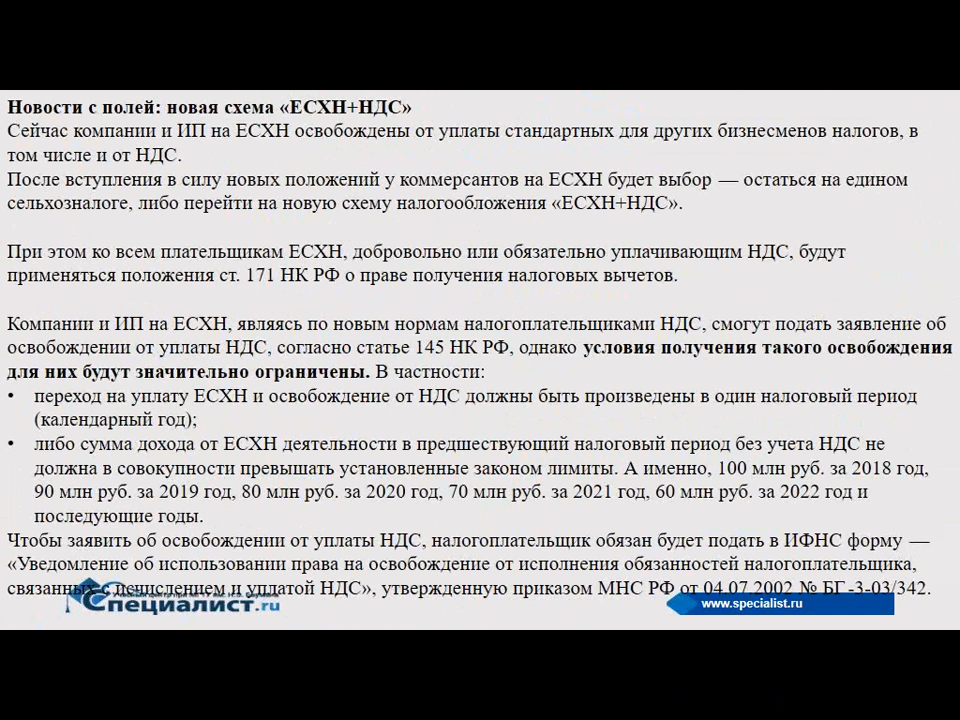 Новости с полей: новая схема «ЕСХН+НДС»
Сейчас компании и ИП на ЕСХН освобождены от уплаты стандартных для других бизнесменов налогов, в
том числе и от НДС.
После вступления в силу новых положений у коммерсантов на ЕСХН будет выбор — остаться на едином
сельхозналоге, либо перейти на новую схему налогообложения «ЕСХН+НДС».
При этом ко всем плательщикам ЕСХН, добровольно или обязательно уплачивающим НДС, будут
применяться положения ст. 171 НК РФ о праве получения налоговых вычетов.
Компании и ИП на ЕСХН, являясь по новым нормам налогоплательщиками НДС, смогут подать заявление об
освобождении от уплаты НДС, согласно статье 145 НК РФ, однако условия получения такого освобождения
для них будут значительно ограничены. В частности:
• переход на уплату ЕСХН и освобождение от НДС должны быть произведены в один налоговый период
(календарный год);
• либо сумма дохода от ЕСХН деятельности в предшествующий налоговый период без учета НДС не
должна в совокупности превышать установленные законом лимиты. А именно, 100 млн руб. за 2018 год,
90 млн руб. за 2019 год, 80 млн руб. за 2020 год, 70 млн руб. за 2021 год, 60 млн руб. за 2022 год и
последующие годы.
Чтобы заявить об освобождении от уплаты НДС, налогоплательщик обязан будет подать в ИФНС форму —
«Уведомление об использовании права на освобождение от исполнения обязанностей налогоплательщика,
связанных с исчислением и уплатой НДС», утвержденную приказом МНС РФ от 04.07.2002 № БГ -3-03/342.
Специалист.ru
www.specialist.ru